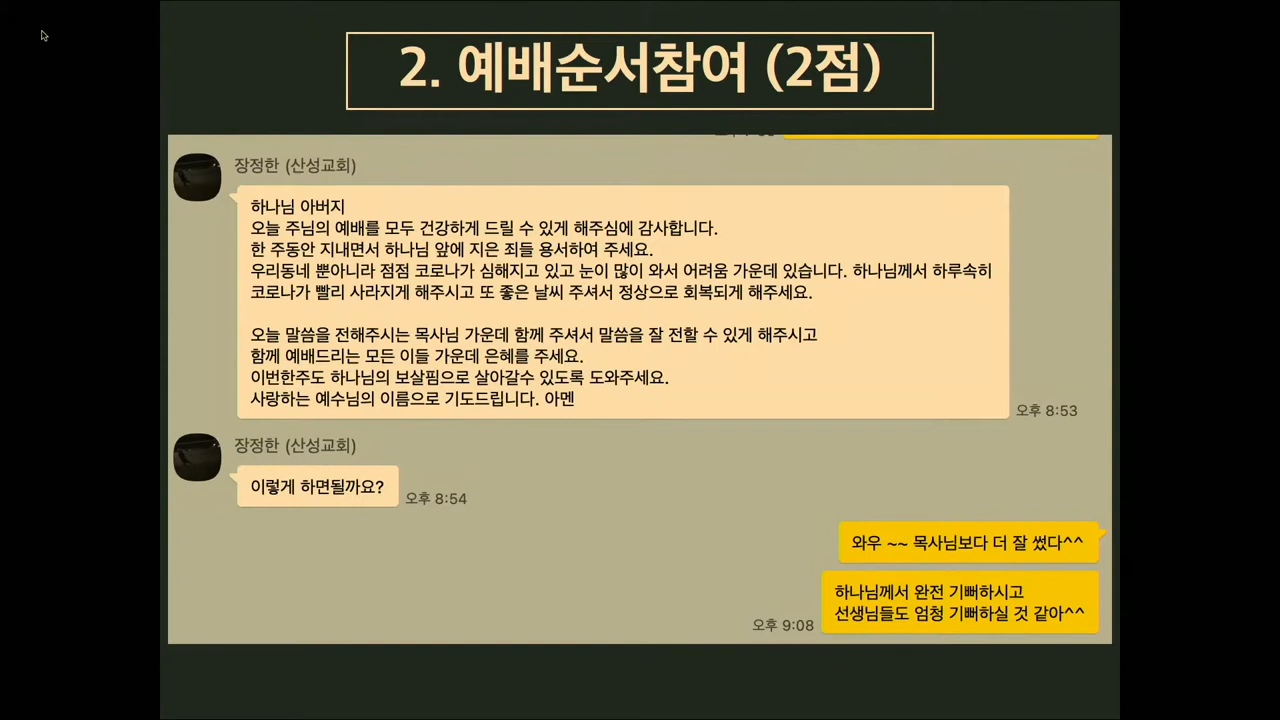 2. 예배순서참여 (2점)
장정한 (산성교회)
하나님 아버지
오늘 주님의 예배를 모두 건강하게 드릴 수 있게 해주심에 감사합니다.
한 주동안 지내면서 하나님 앞에 지은 죄들 용서하여 주세요.
우리동네 뿐아니라 점점 코로나가 심해지고 있고 눈이 많이 와서 어려움 가운데 있습니다. 하나님께서 하루속히
코로나가 빨리 사라지게 해주시고 또 좋은 날씨 주셔서 정상으로 회복되게 해주세요.
오늘 말씀을 전해주시는 목사님 가운데 함께 주셔서 말씀을 잘 전할 수 있게 해주시고
함께 예배드리는 모든 이들 가운데 은혜를 주세요.
이번한주도 하나님의 보살핌으로 살아갈수 있도록 도와주세요.
사랑하는 예수님의 이름으로 기도드립니다. 아멘
오후 8:53
장정한 (산성교회)
이렇게 하면될까요?
오후 8:54
와우 ~~ 목사님보다 더 잘 썼다^^
하나님께서 완전 기뻐하시고
선생님들도 엄청 기뻐하실 것 같아^^
오후 9:08